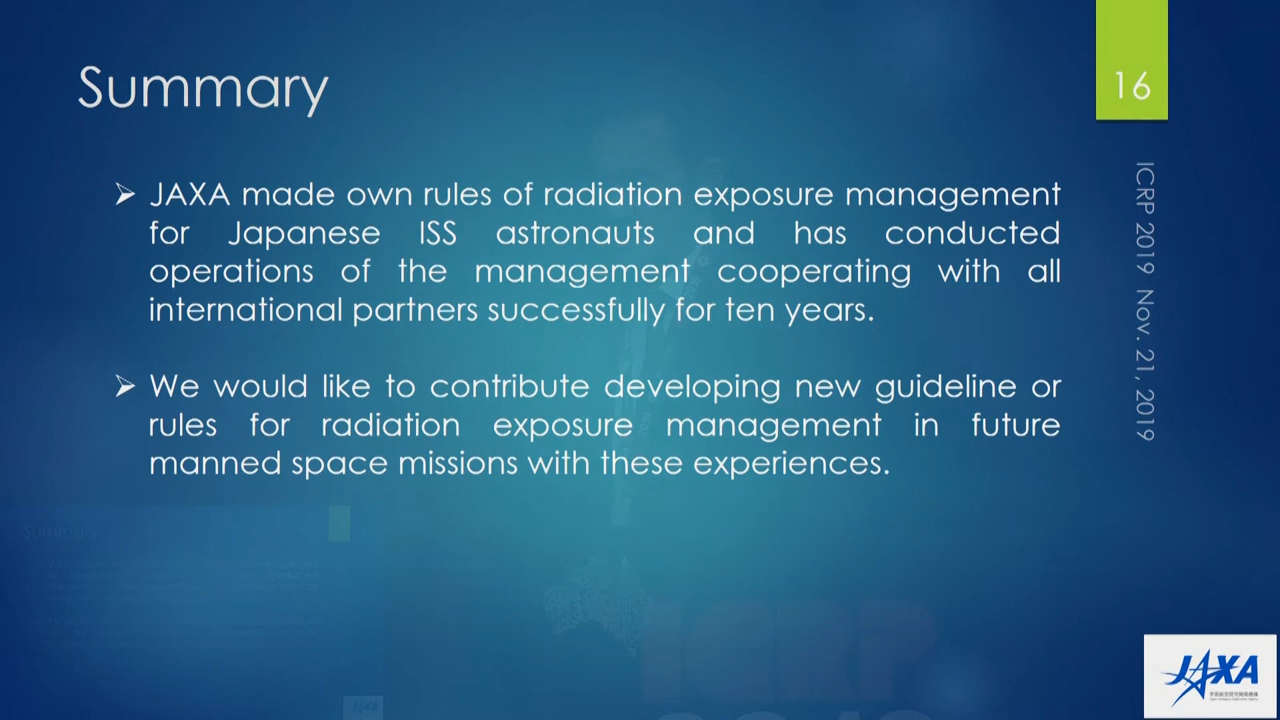 Summary
16
➢ JAXA made own rules of radiation exposure management
for Japanese ISS astronauts and has conducted
operations of the management cooperating with all
international partners successfully for ten years.
➢ We would like to contribute developing new guideline or
rules for radiation exposure management in future
manned space missions with these experiences.
ICRP 2019 Nov. 21, 2019
Summary
ICRP
JAXA